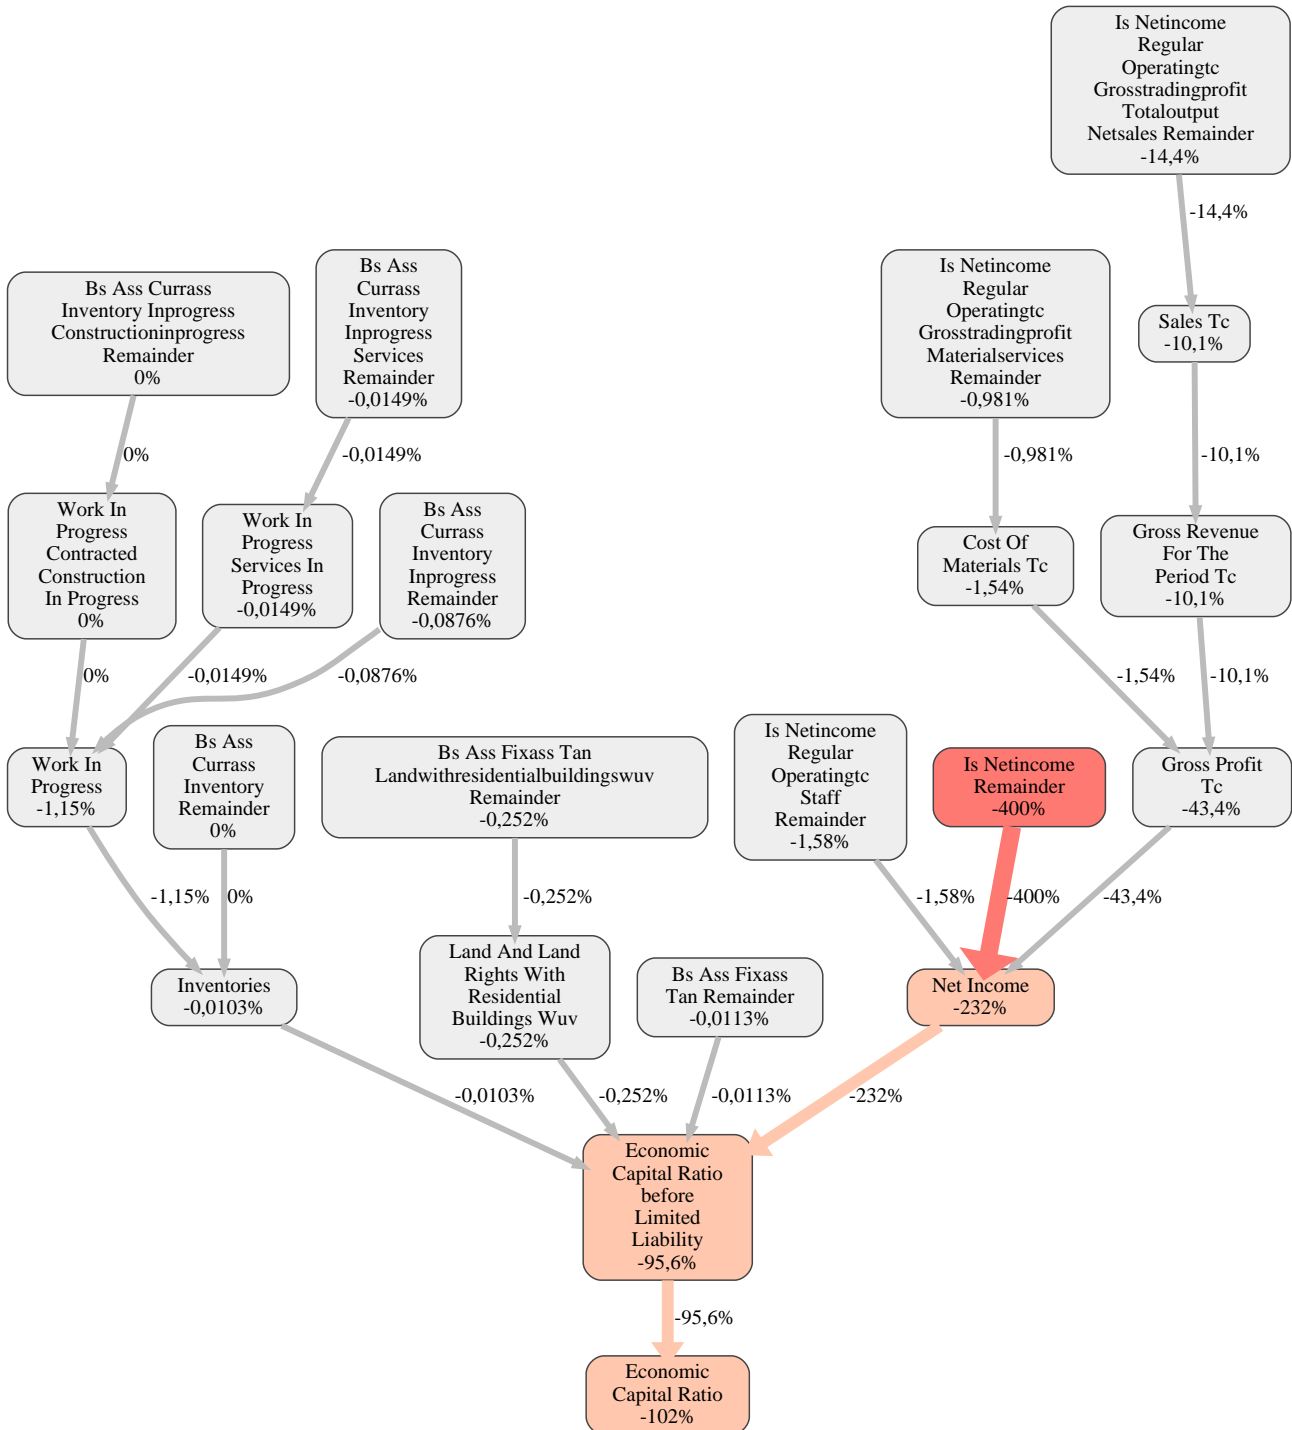 Is Netincome
Regular
Operatingtc
Grosstradingprofit
Totaloutput
Netsales Remainder
-14,4%
-14,4%
Bs Ass Currass
Inventory Inprogress
Constructioninprogress
Remainder
0%
Bs Ass
Currass
Inventory
Inprogress
Services
Remainder
-0,0149%
Is Netincome
Regular
Operatingtc
Grosstradingprofit
Materialservices
Remainder
-0,981%
Sales Tc
-10,1%
0%
-0,0149%
-0,981%
-10,1%
Work In
Progress
Contracted
Construction
In Progress
0%
Work In
Progress
Services In
Progress
-0,0149%
Bs Ass
Currass
Inventory
Inprogress
Remainder
-0,0876%
Cost Of
Materials Tc
-1,54%
Gross Revenue
For The
Period Tc
-10,1%
0%
-0,0149%
-0,0876%
-1,54%
-10,1%
Work In
Progress
-1,15%
Bs Ass
Currass
Inventory
Remainder
0%
Bs Ass Fixass Tan
Landwithresidentialbuildingswuv
Remainder
-0,252%
Is Netincome
Regular
Operatingtc
Staff
Remainder
-1,58%
Is Netincome
Remainder
-400%
Gross Profit
Tc
-43,4%
-1,15%
0%
-0,252%
-1,58%
-400%
-43,4%
Inventories
-0,0103%
Land And Land
Rights With
Residential
Buildings Wuv
-0,252%
Bs Ass Fixass
Tan Remainder
-0,0113%
Net Income
-232%
-0,0103%
-0,252%
-0,0113%
-232%
Economic
Capital Ratio
before
Limited
Liability
-95,6%
-95,6%
Economic
Capital Ratio
-102%